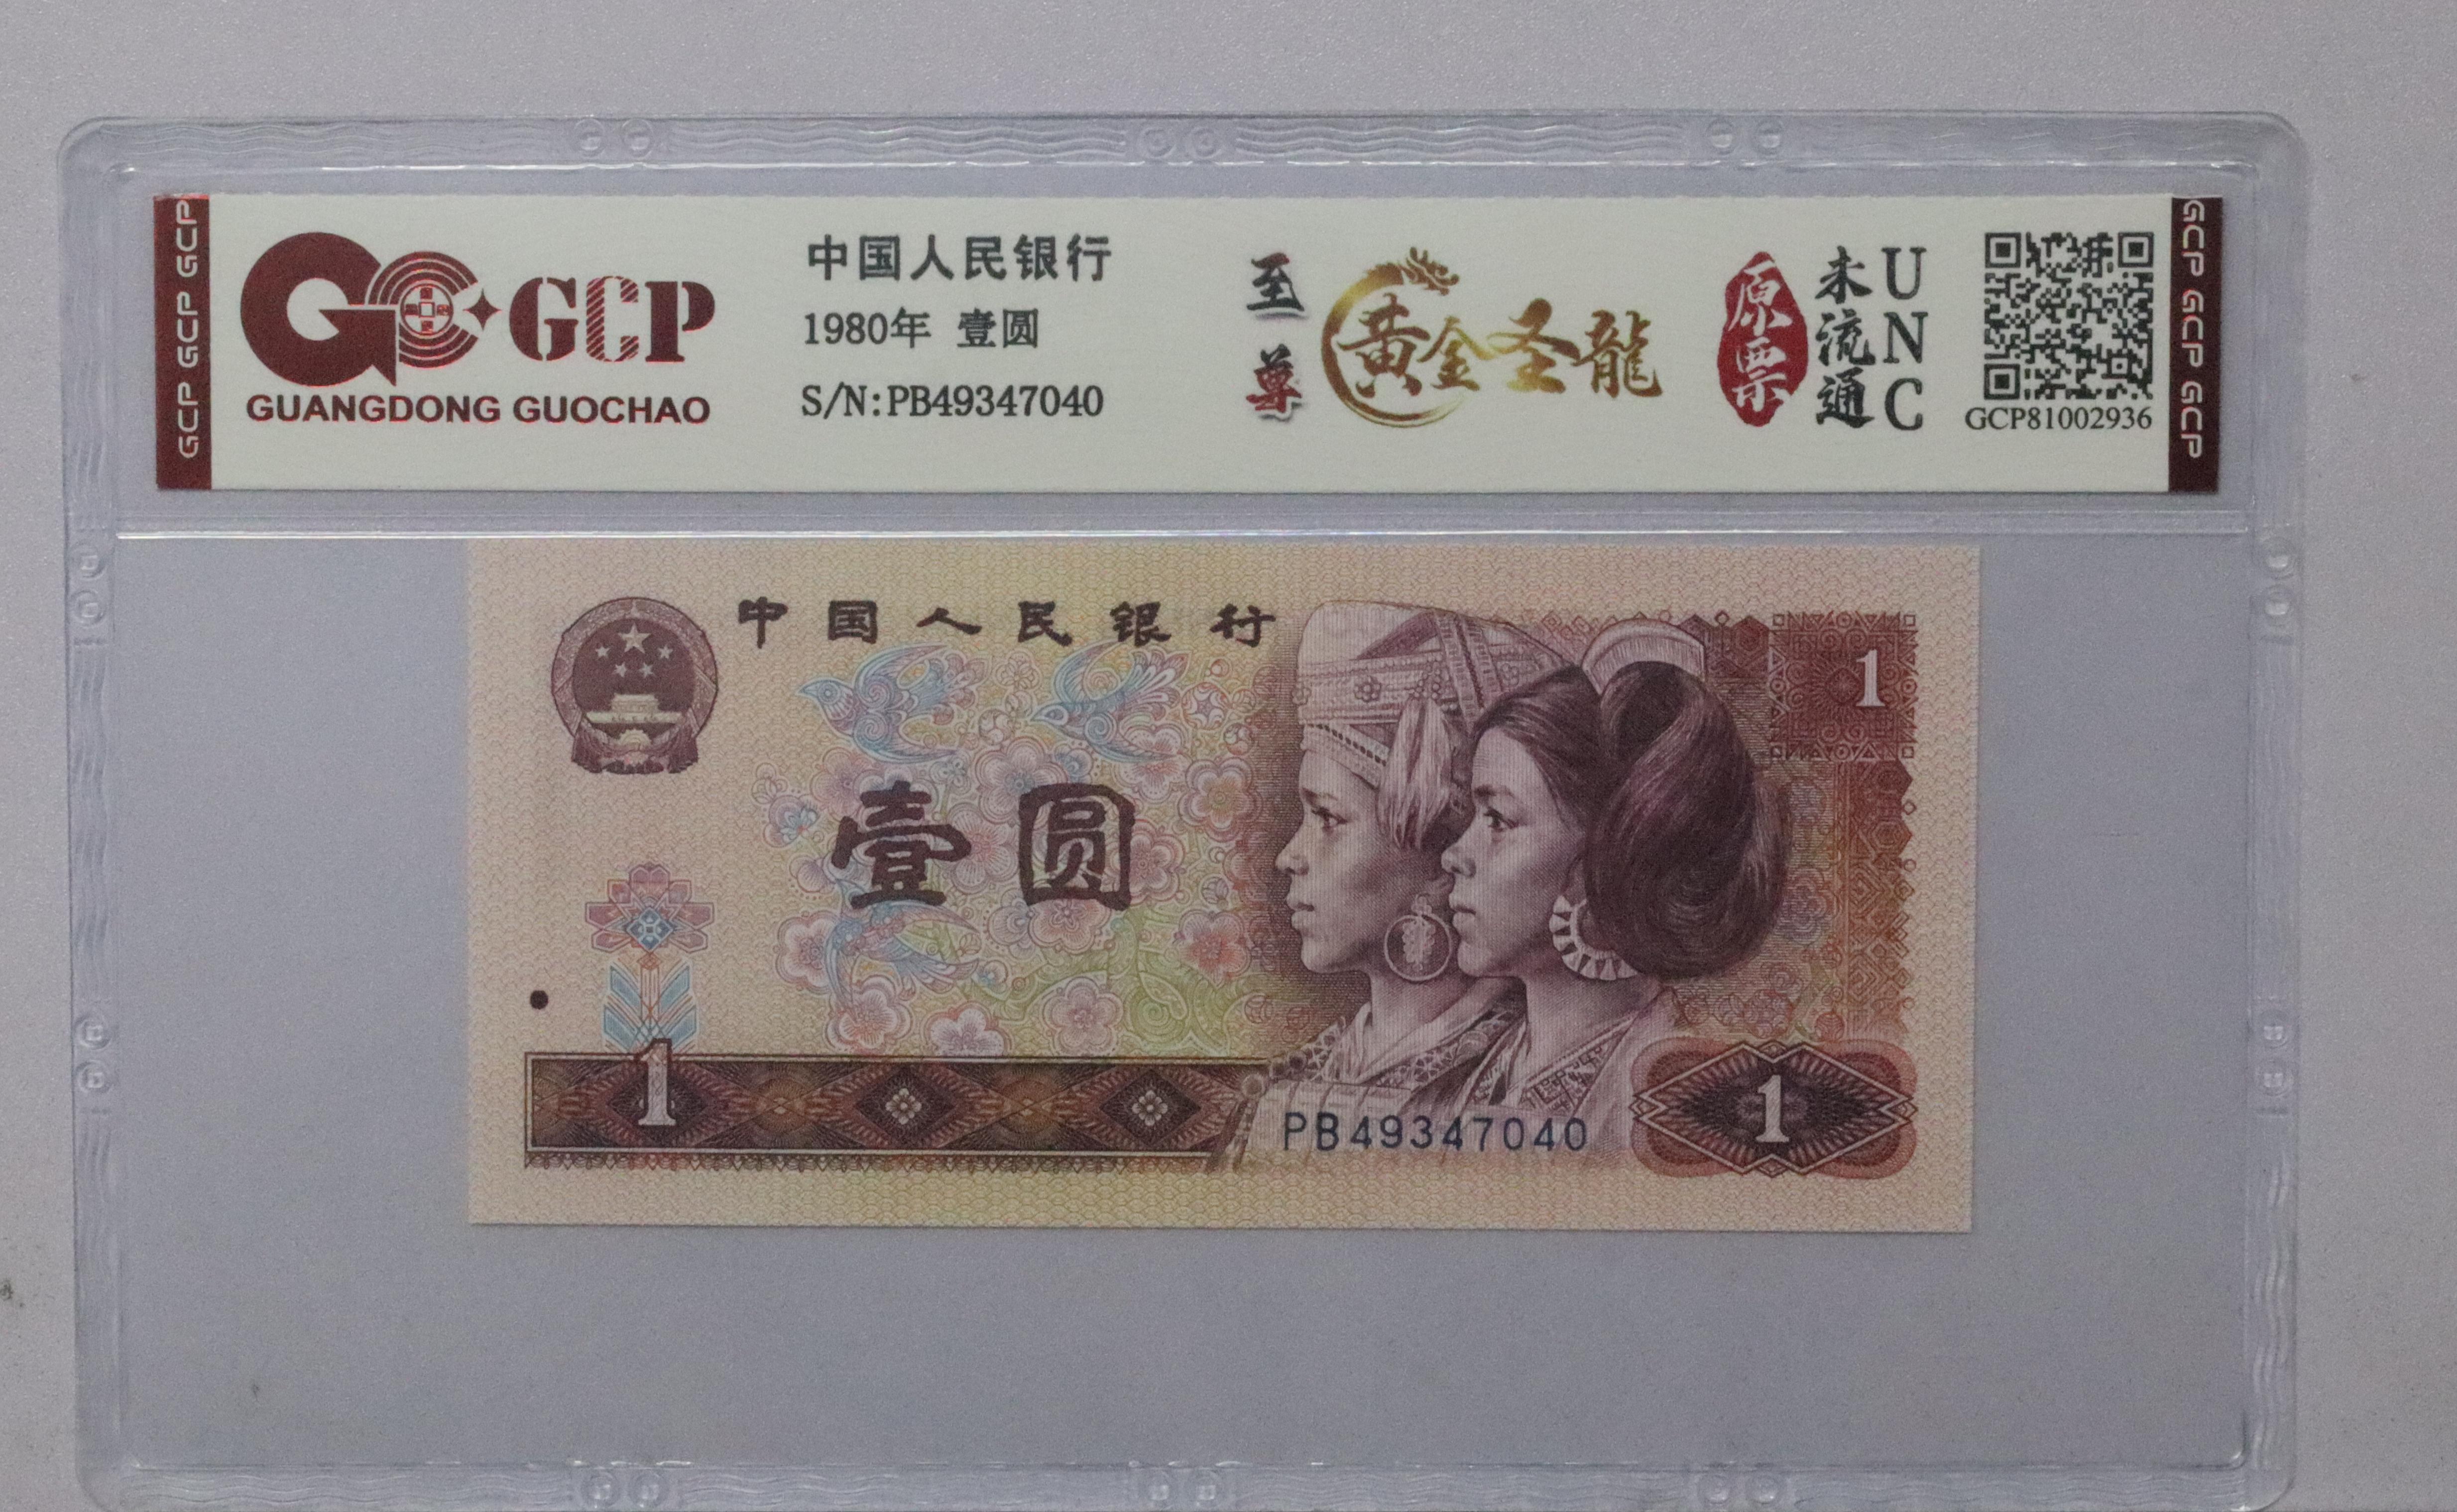 GCP GCP GCP
GCP
GUANGDONG GUOCHAO
中国人民银行
1980年 壹圆
S/N:PB49347040
至尊
黄金圣龍
原票
未流通
UNC
GCP81002936
GCP GCP GCP
中国人民银行
1
壹圆
1
PB49347040
1